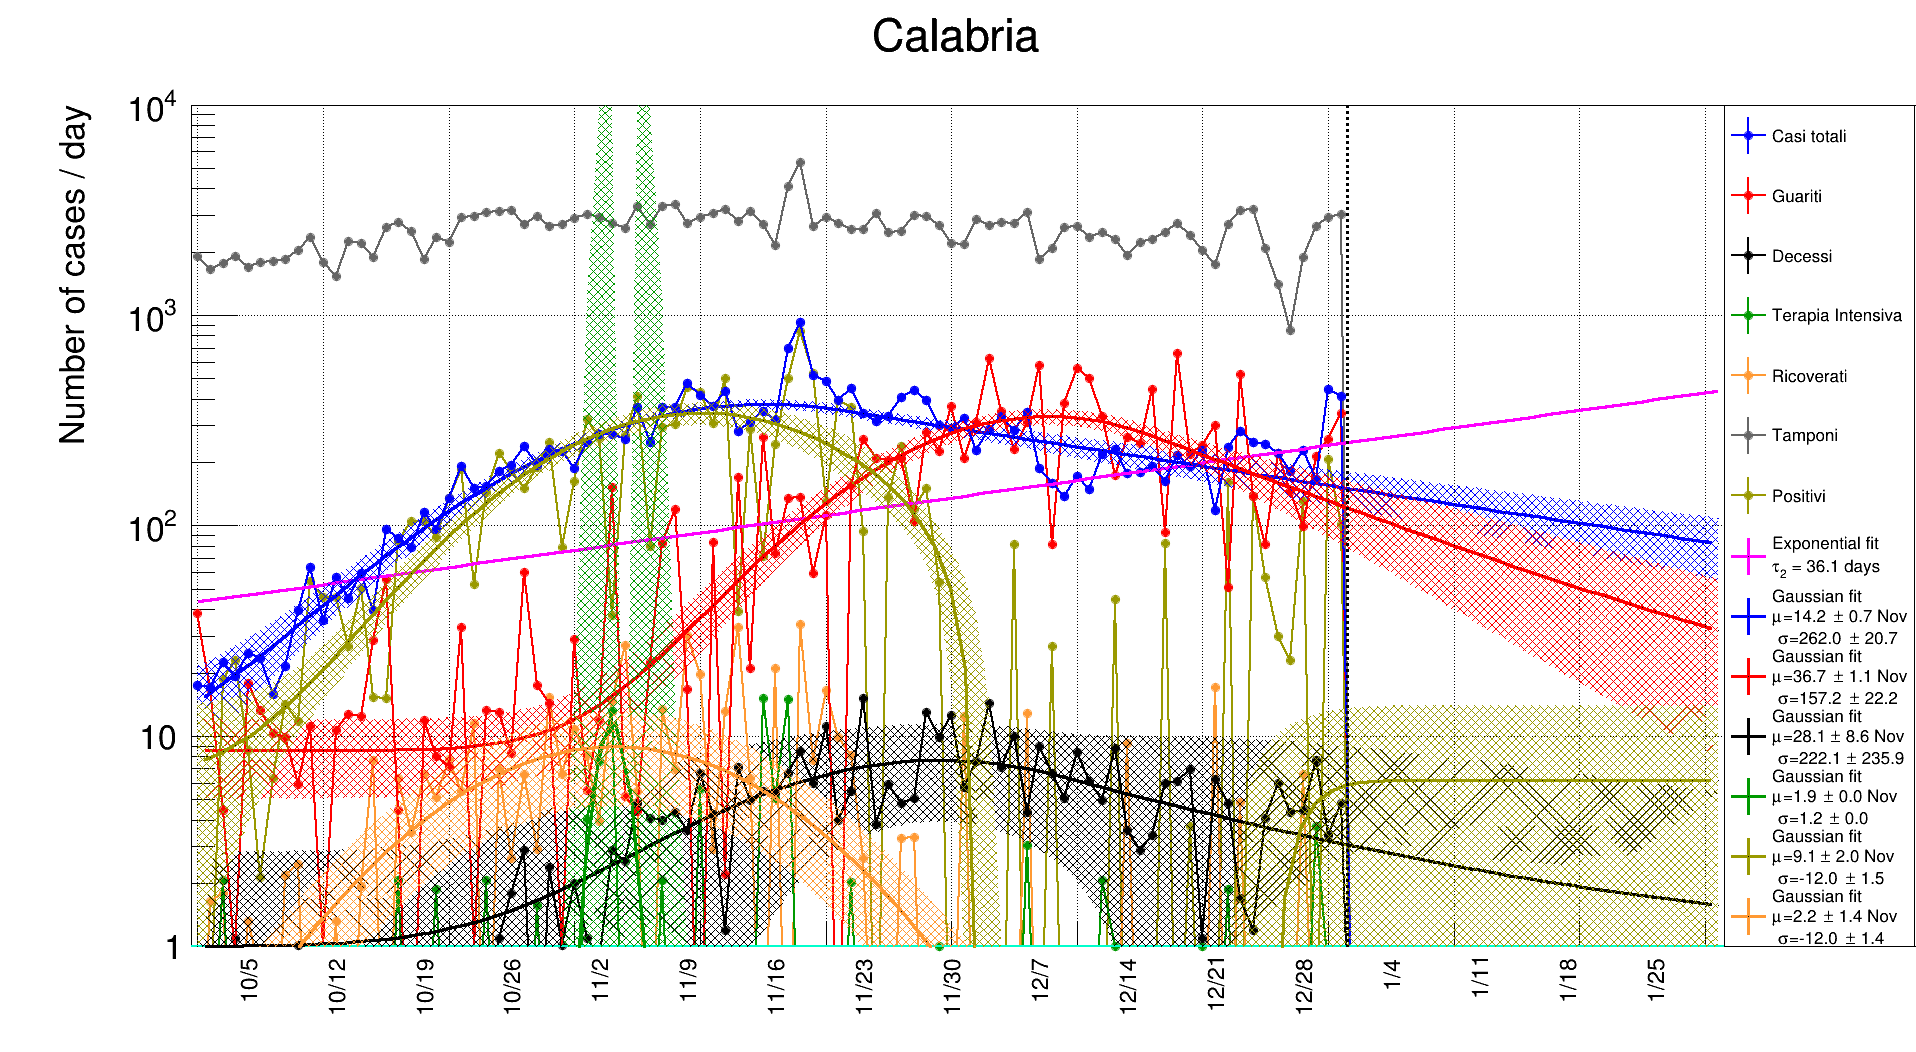 Calabria
Number of cases / day
10⁴
10³
10²
10
1
10/5
10/12
10/19
10/26
11/2
11/9
11/16
11/23
11/30
12/7
12/14
12/21
12/28
1/4
1/11
1/18
1/25
Casi totali
Guariti
Decessi
Terapia Intensiva
Ricoverati
Tamponi
Positivi
Exponential fit
τ₂ = 36.1 days
Gaussian fit
μ=14.2 ± 0.7 Nov
σ=262.0 ± 20.7
Gaussian fit
μ=36.7 ± 1.1 Nov
σ=157.2 ± 22.2
Gaussian fit
μ=28.1 ± 8.6 Nov
σ=222.1 ± 235.9
Gaussian fit
μ=1.9 ± 0.0 Nov
σ=1.2 ± 0.0
Gaussian fit
μ=9.1 ± 2.0 Nov
σ=-12.0 ± 1.5
Gaussian fit
μ=2.2 ± 1.4 Nov
σ=-12.0 ± 1.4